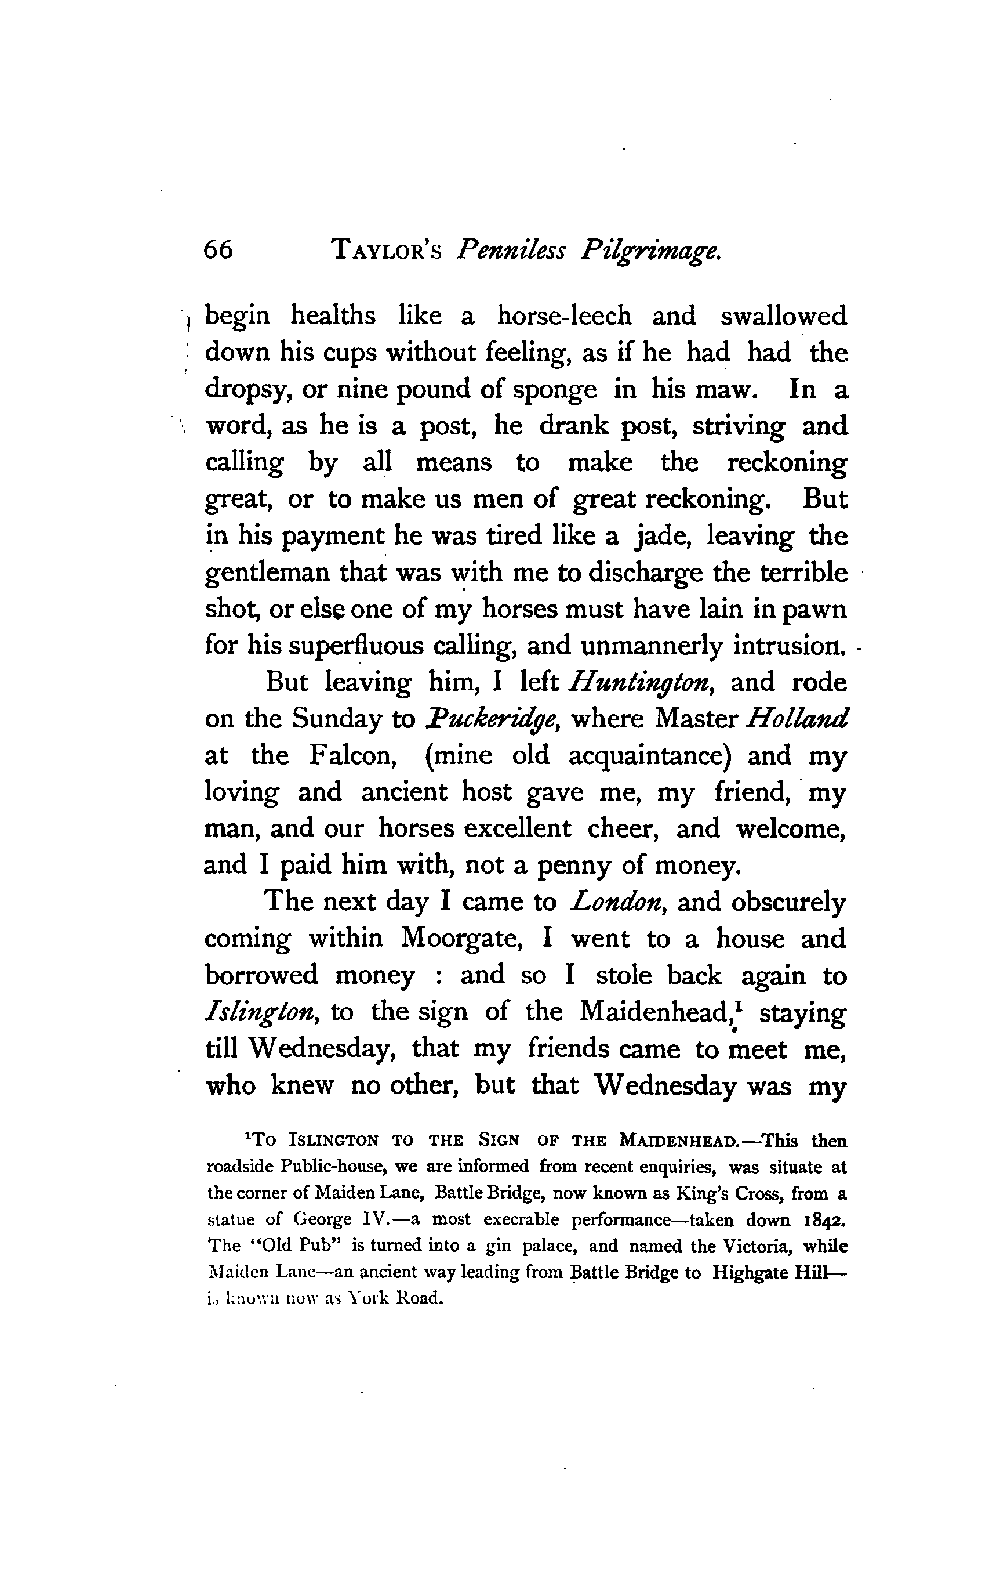 66 TAYLOR'S Penniless Pilgrimage.
begin healths like a horse-leech and swallowed
down his cups without feeling, as if he had had the
dropsy, or nine pound of sponge in his maw. In a
word, as he is a post, he drank post, striving and
calling by all means to make the reckoning
great, or to make us men of great reckoning. But
in his payment he was tired like a jade, leaving the
gentleman that was with me to discharge the terrible
shot, or else one of my horses must have lain in pawn
for his superfluous calling, and unmannerly intrusion.
But leaving him, I left Huntington, and rode
on the Sunday to Puckeridge, where Master Holland
at the Falcon, (mine old acquaintance) and my
loving and ancient host gave me, my friend, my
man, and our horses excellent cheer, and welcome,
and I paid him with, not a penny of money.
The next day I came to London, and obscurely
coming within Moorgate, I went to a house and
borrowed money : and so I stole back again to
Islington, to the sign of the Maidenhead,¹ staying
till Wednesday, that my friends came to meet me,
who knew no other, but that Wednesday was my
¹TO ISLINGTON TO THE SIGN OF THE MAIDENHEAD.—This then
roadside Public-house, we are informed from recent enquiries, was situate at
the corner of Maiden Lane, Battle Bridge, now known as King's Cross, from a
statue of George IV.—a most execrable performance—taken down 1842.
The "Old Pub" is turned into a gin palace, and named the Victoria, while
Maiden Lane—an ancient way leading from Battle Bridge to Highgate Hill—
is known now as York Road.